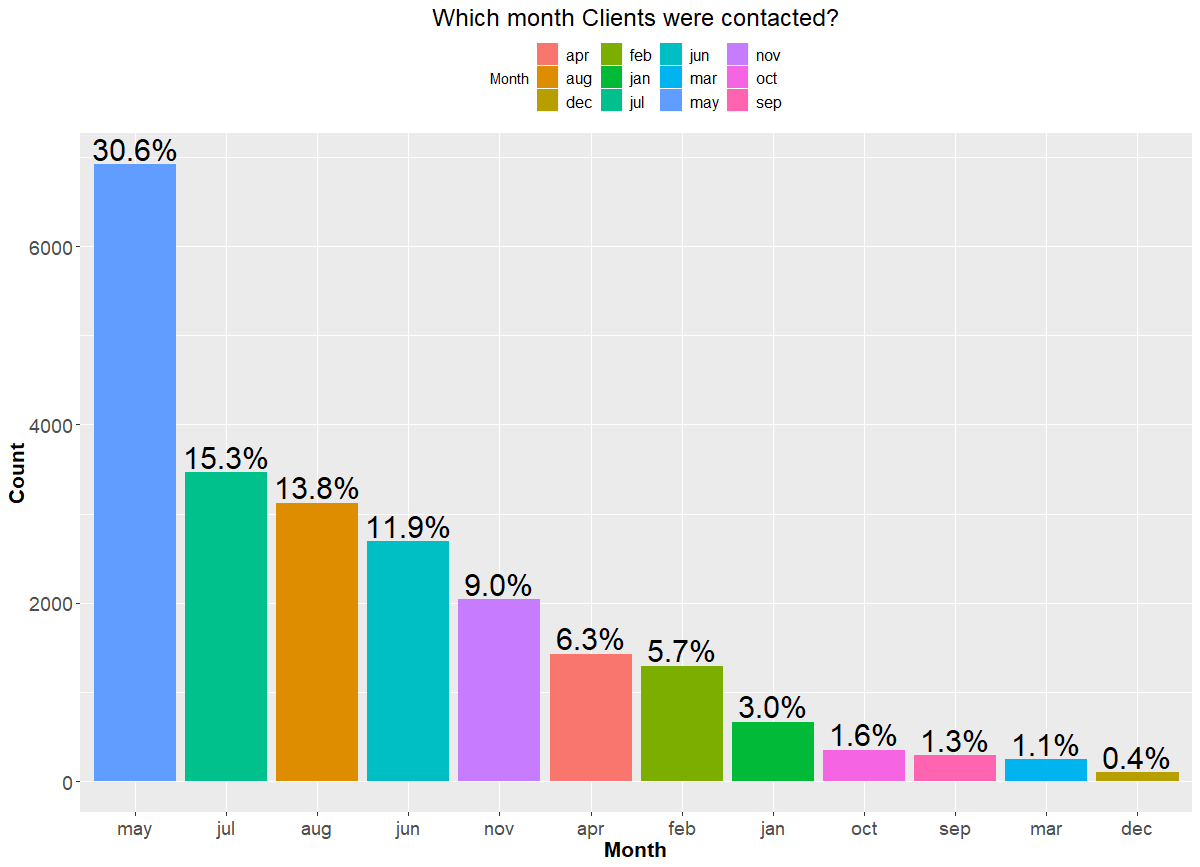 Which month Clients were contacted?
apr feb jun nov
Month aug jan mar oct
dec jul may sep
30.6%
15.3%
13.8%
11.9%
9.0%
6.3%
5.7%
3.0%
1.6%
1.3%
1.1%
0.4%
6000
4000
2000
0
Count
may jul aug jun nov apr feb jan oct sep mar dec
Month